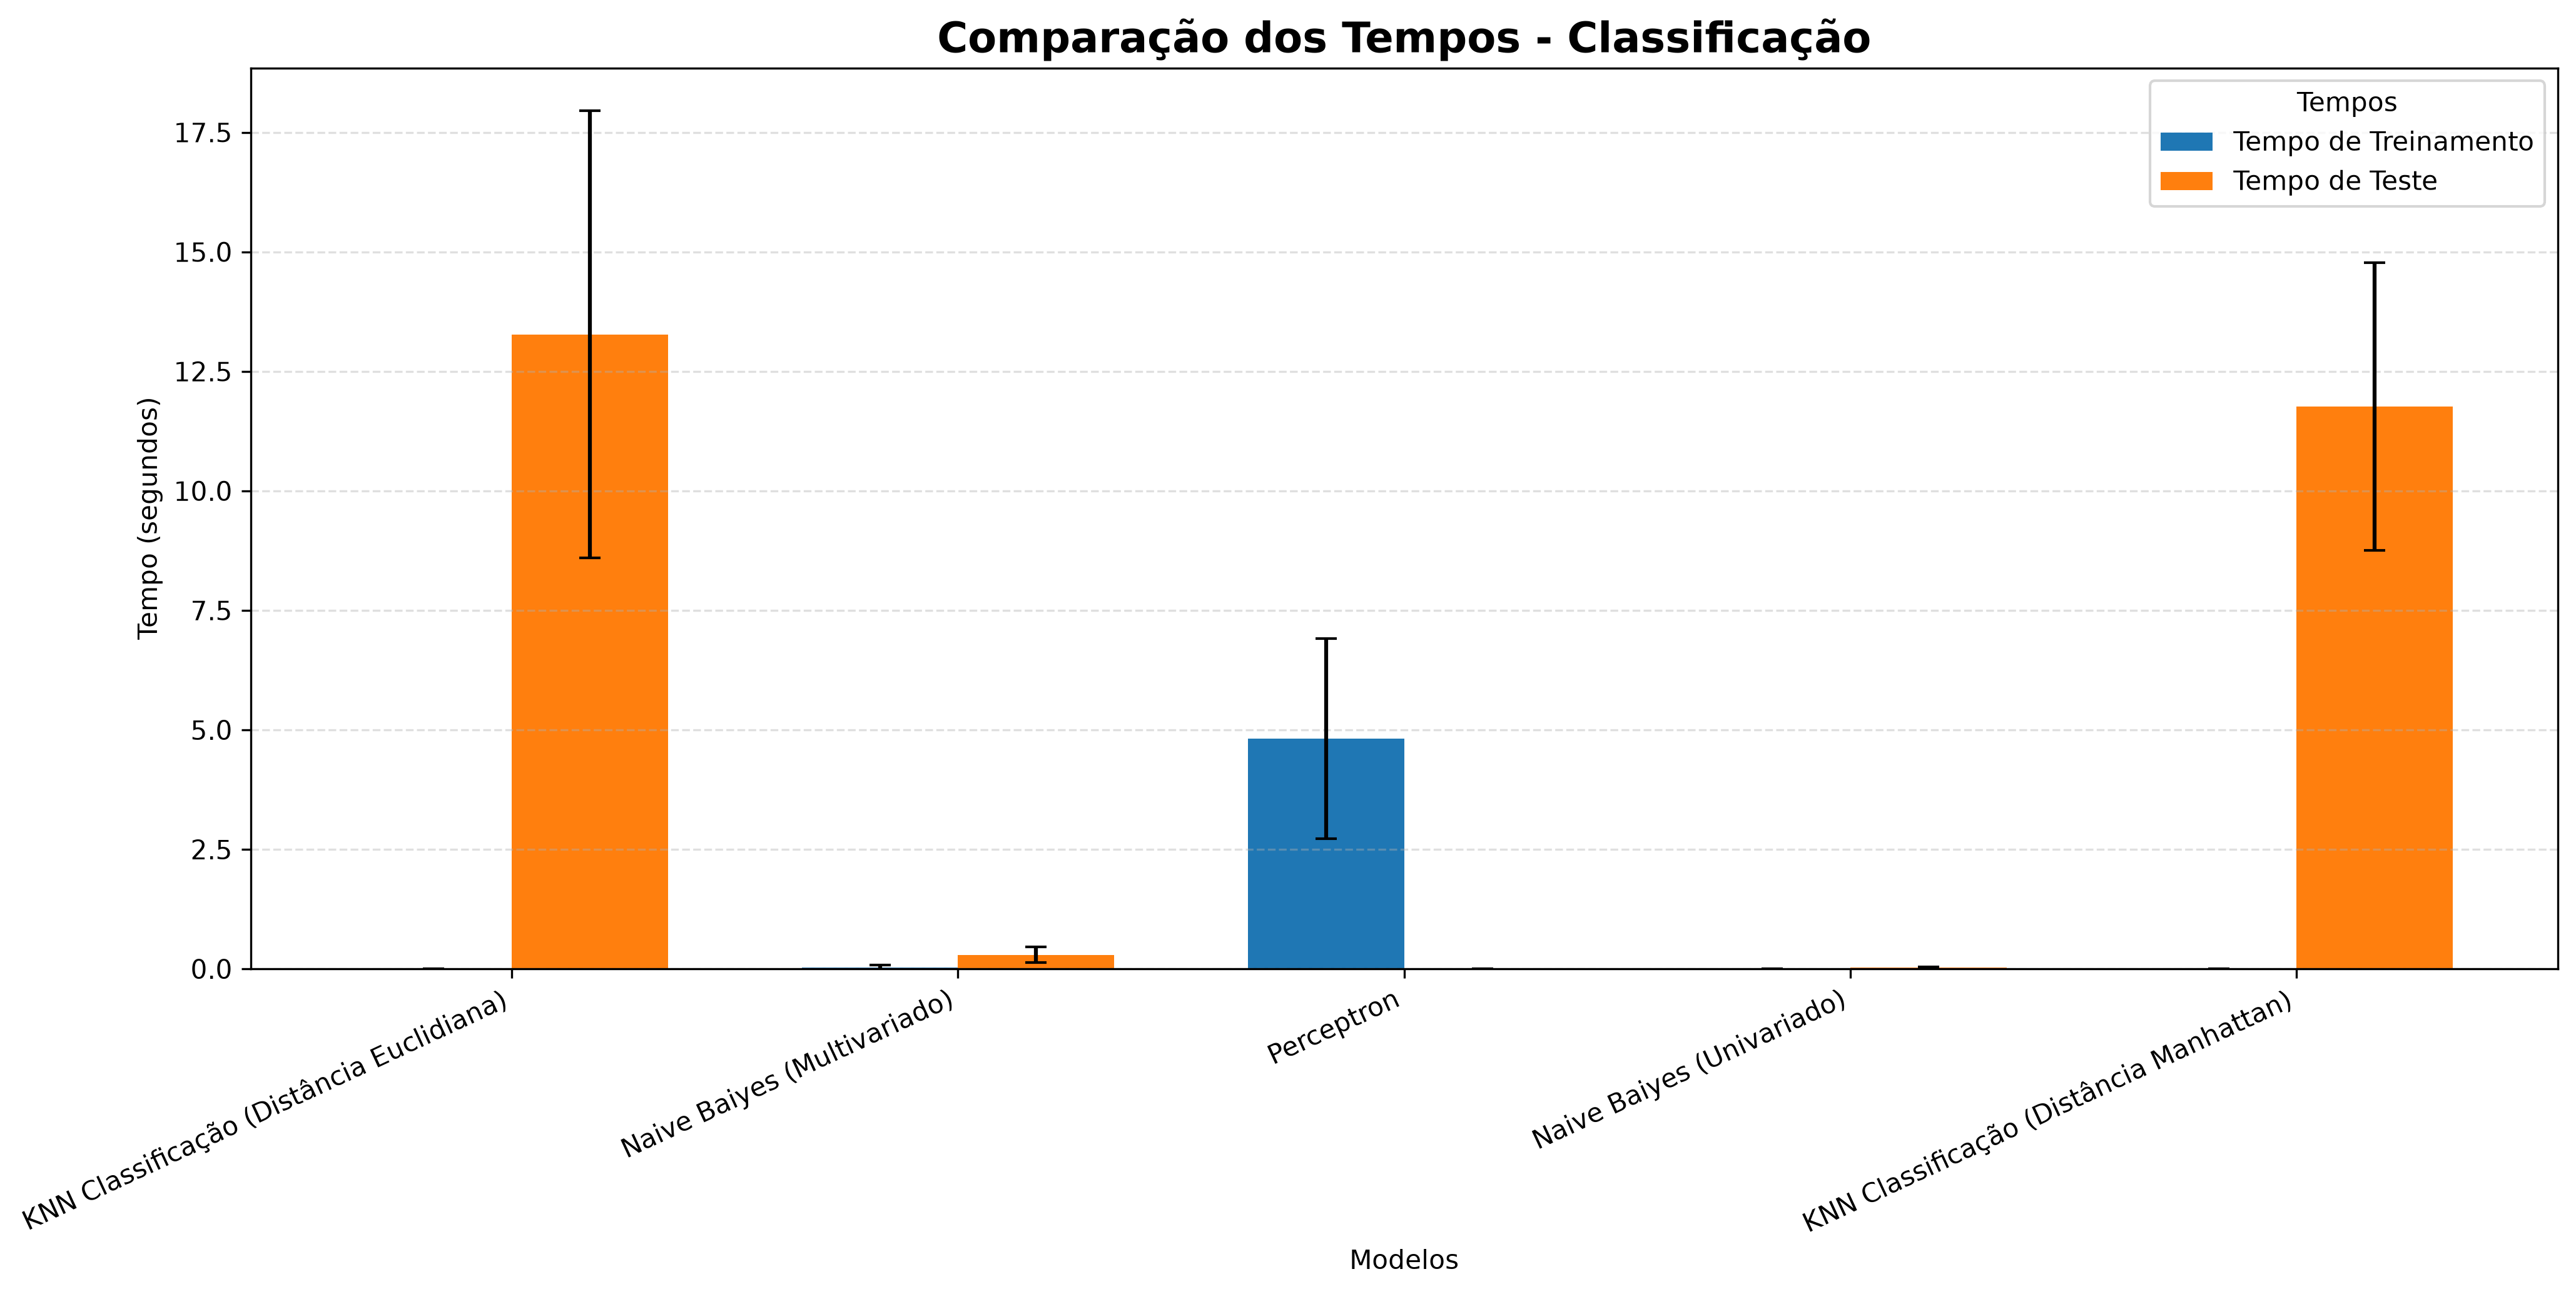 Comparação dos Tempos - Classificação
Tempos
Tempo de Treinamento
Tempo de Teste
Tempo (segundos)
17.5
15.0
12.5
10.0
7.5
5.0
2.5
0.0
KNN Classificação (Distância Euclidiana)
Naive Baiyes (Multivariado)
Perceptron
Naive Baiyes (Univariado)
KNN Classificação (Distância Manhattan)
Modelos